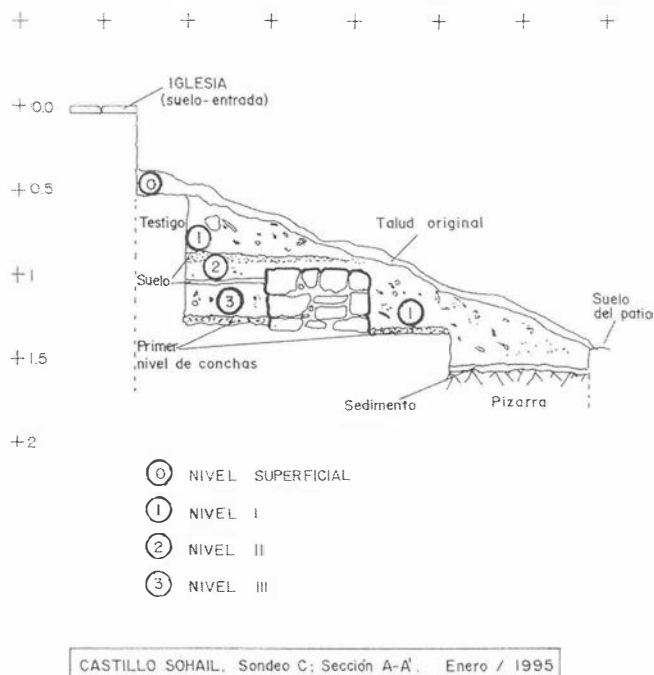 IGLESIA
(suelo-entrada)
0.0
0.5
0
Testigo
Talud original
1
1
Suelo
2
3
1
Suelo
del patio
Primer
nivel de conchas
1.5
Sedimento
Pizarra
2
0 NIVEL SUPERFICIAL
1 NIVEL I
2 NIVEL II
3 NIVEL III
CASTILLO SOHAIL. Sondeo C; Sección A-A'. Enero / 1995